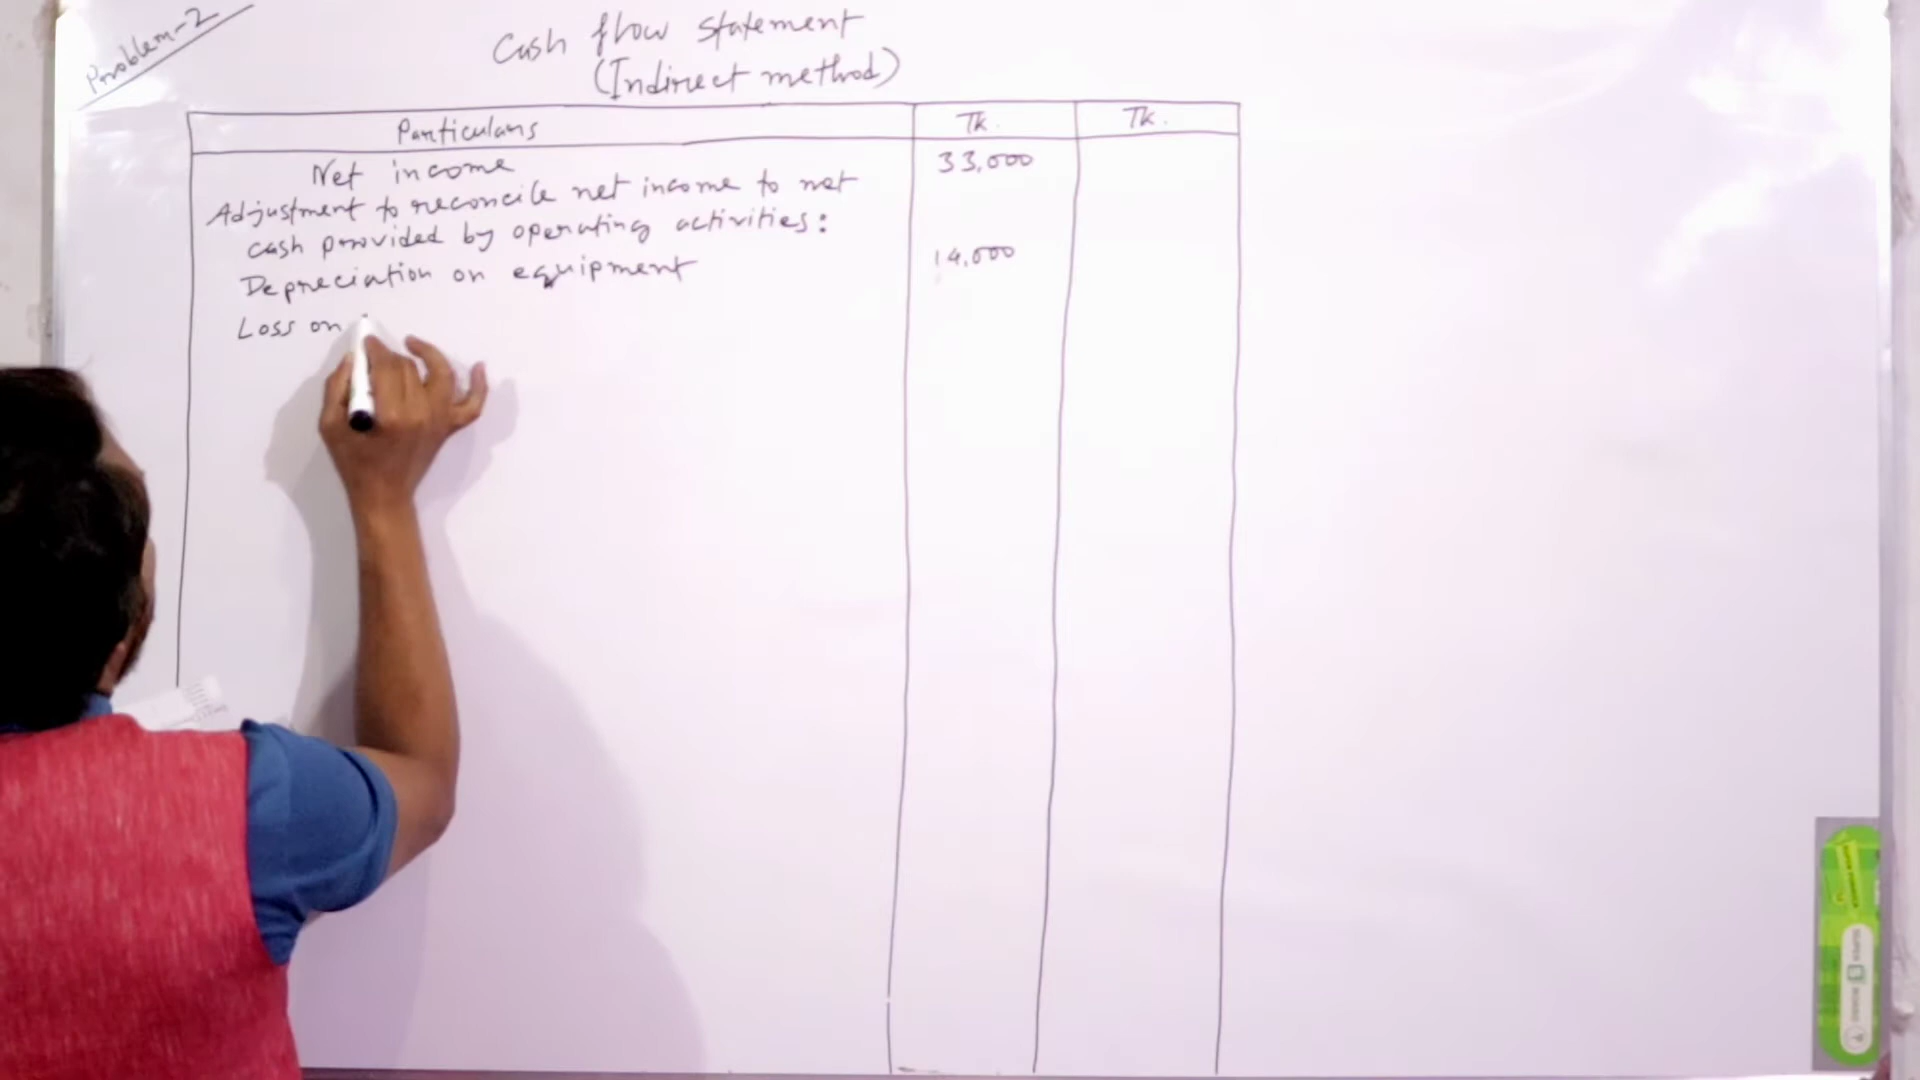 Problem-2
Cash flow statement
(Indirect method)
Particulars Tk. Tk.
Net income 33,000
Adjustment to reconcile net income to net
cash provided by operating activities:
Depreciation on equipment 14,000
Loss on